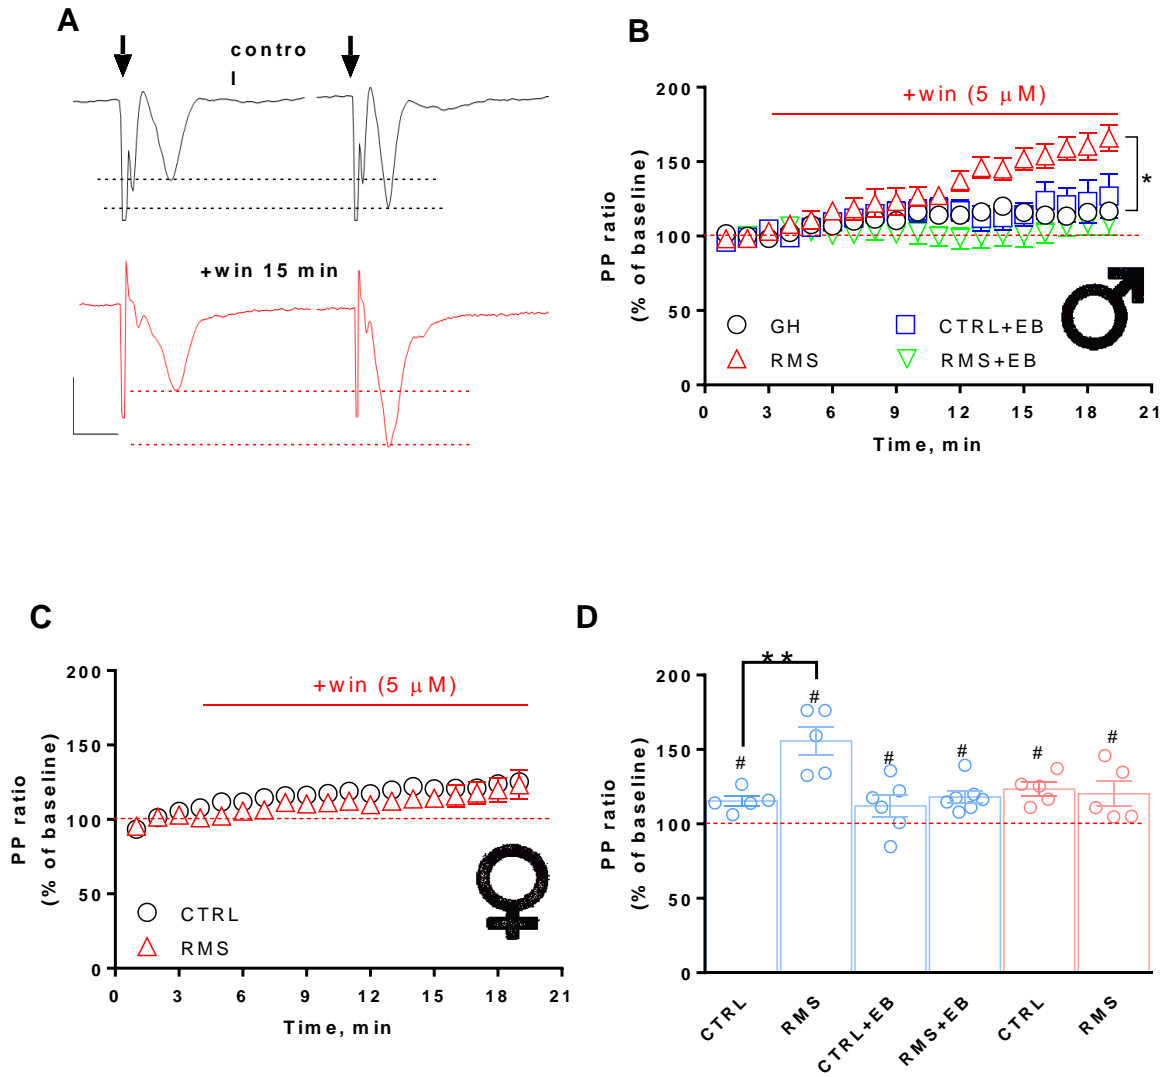 A
contro
l
+win 15 min
B
+win (5 μM)
200
150
100
50
0
PP ratio
(% of baseline)
*
GH
CTRL+EB
RMS
RMS+EB
0 3 6 9 12 15 18 21
Time, min
C
+win (5 μM)
200
150
100
50
0
PP ratio
(% of baseline)
CTRL
RMS
0 3 6 9 12 15 18 21
Time, min
D
200
150
100
50
0
PP ratio
(% of baseline)
**
# # # # # #
CTRL
RMS
CTRL+EB
RMS+EB
CTRL
RMS